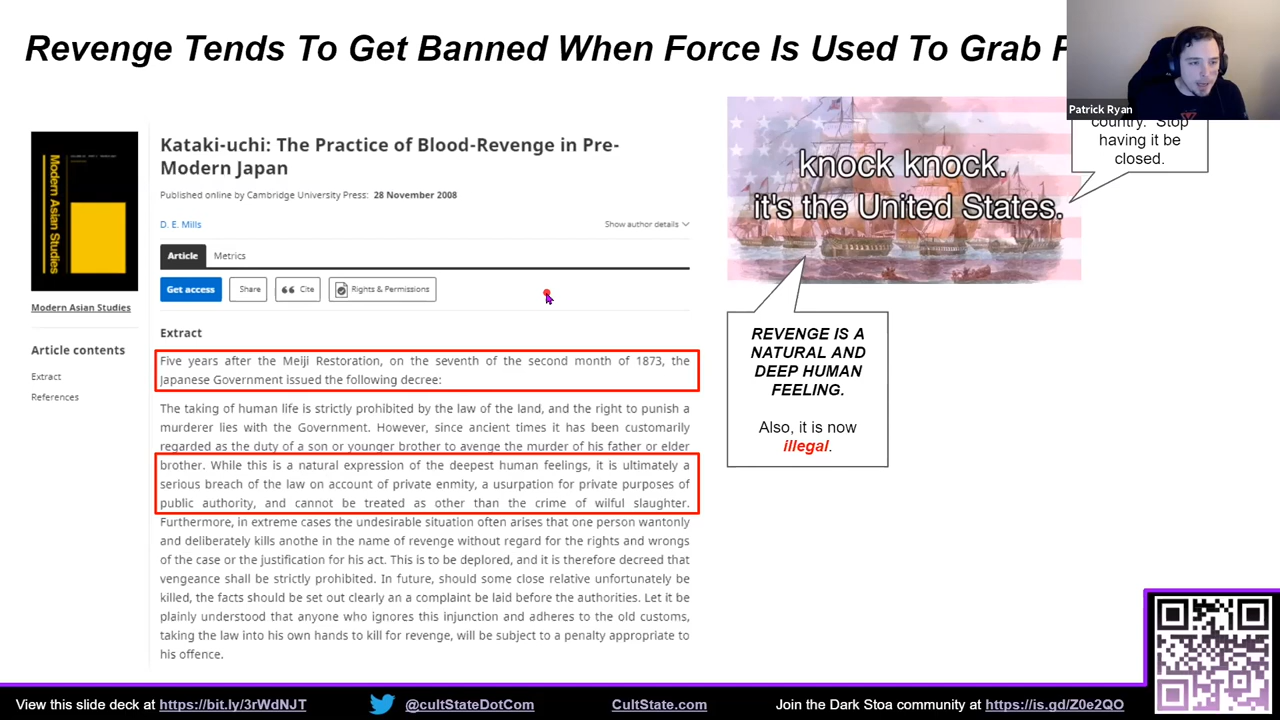 Revenge Tends To Get Banned When Force Is Used To Grab
Patrick Ryan
country. Stop
having it be
closed.
knock knock.
it's the United States.
Modern Asian Studies
Modern Asian Studies
Article contents
Extract
References
Kataki-uchi: The Practice of Blood-Revenge in Pre-
Modern Japan
Published online by Cambridge University Press: 28 November 2008
D. E. Mills
Show author details
Article Metrics
Get access
Share
Cite
Rights & Permissions
Extract
Five years after the Meiji Restoration, on the seventh of the second month of 1873, the
Japanese Government issued the following decree:
The taking of human life is strictly prohibited by the law of the land, and the right to punish a
murderer lies with the Government. However, since ancient times it has been customarily
regarded as the duty of a son or younger brother to avenge the murder of his father or elder
brother. While this is a natural expression of the deepest human feelings, it is ultimately a
serious breach of the law on account of private enmity, a usurpation for private purposes of
public authority, and cannot be treated as other than the crime of wilful slaughter.
Furthermore, in extreme cases the undesirable situation often arises that one person wantonly
and deliberately kills anothe in the name of revenge without regard for the rights and wrongs
of the case or the justification for his act. This is to be deplored, and it is therefore decreed that
vengeance shall be strictly prohibited. In future, should some close relative unfortunately be
killed, the facts should be set out clearly an a complaint be laid before the authorities. Let it be
plainly understood that anyone who ignores this injunction and adheres to the old customs,
taking the law into his own hands to kill for revenge, will be subject to a penalty appropriate to
his offence.
REVENGE IS A
NATURAL AND
DEEP HUMAN
FEELING.
Also, it is now
illegal.
View this slide deck at https://bit.ly/3rWdNJT
@cultStateDotCom
CultState.com
Join the Dark Stoa community at https://is.gd/Z0e2QO